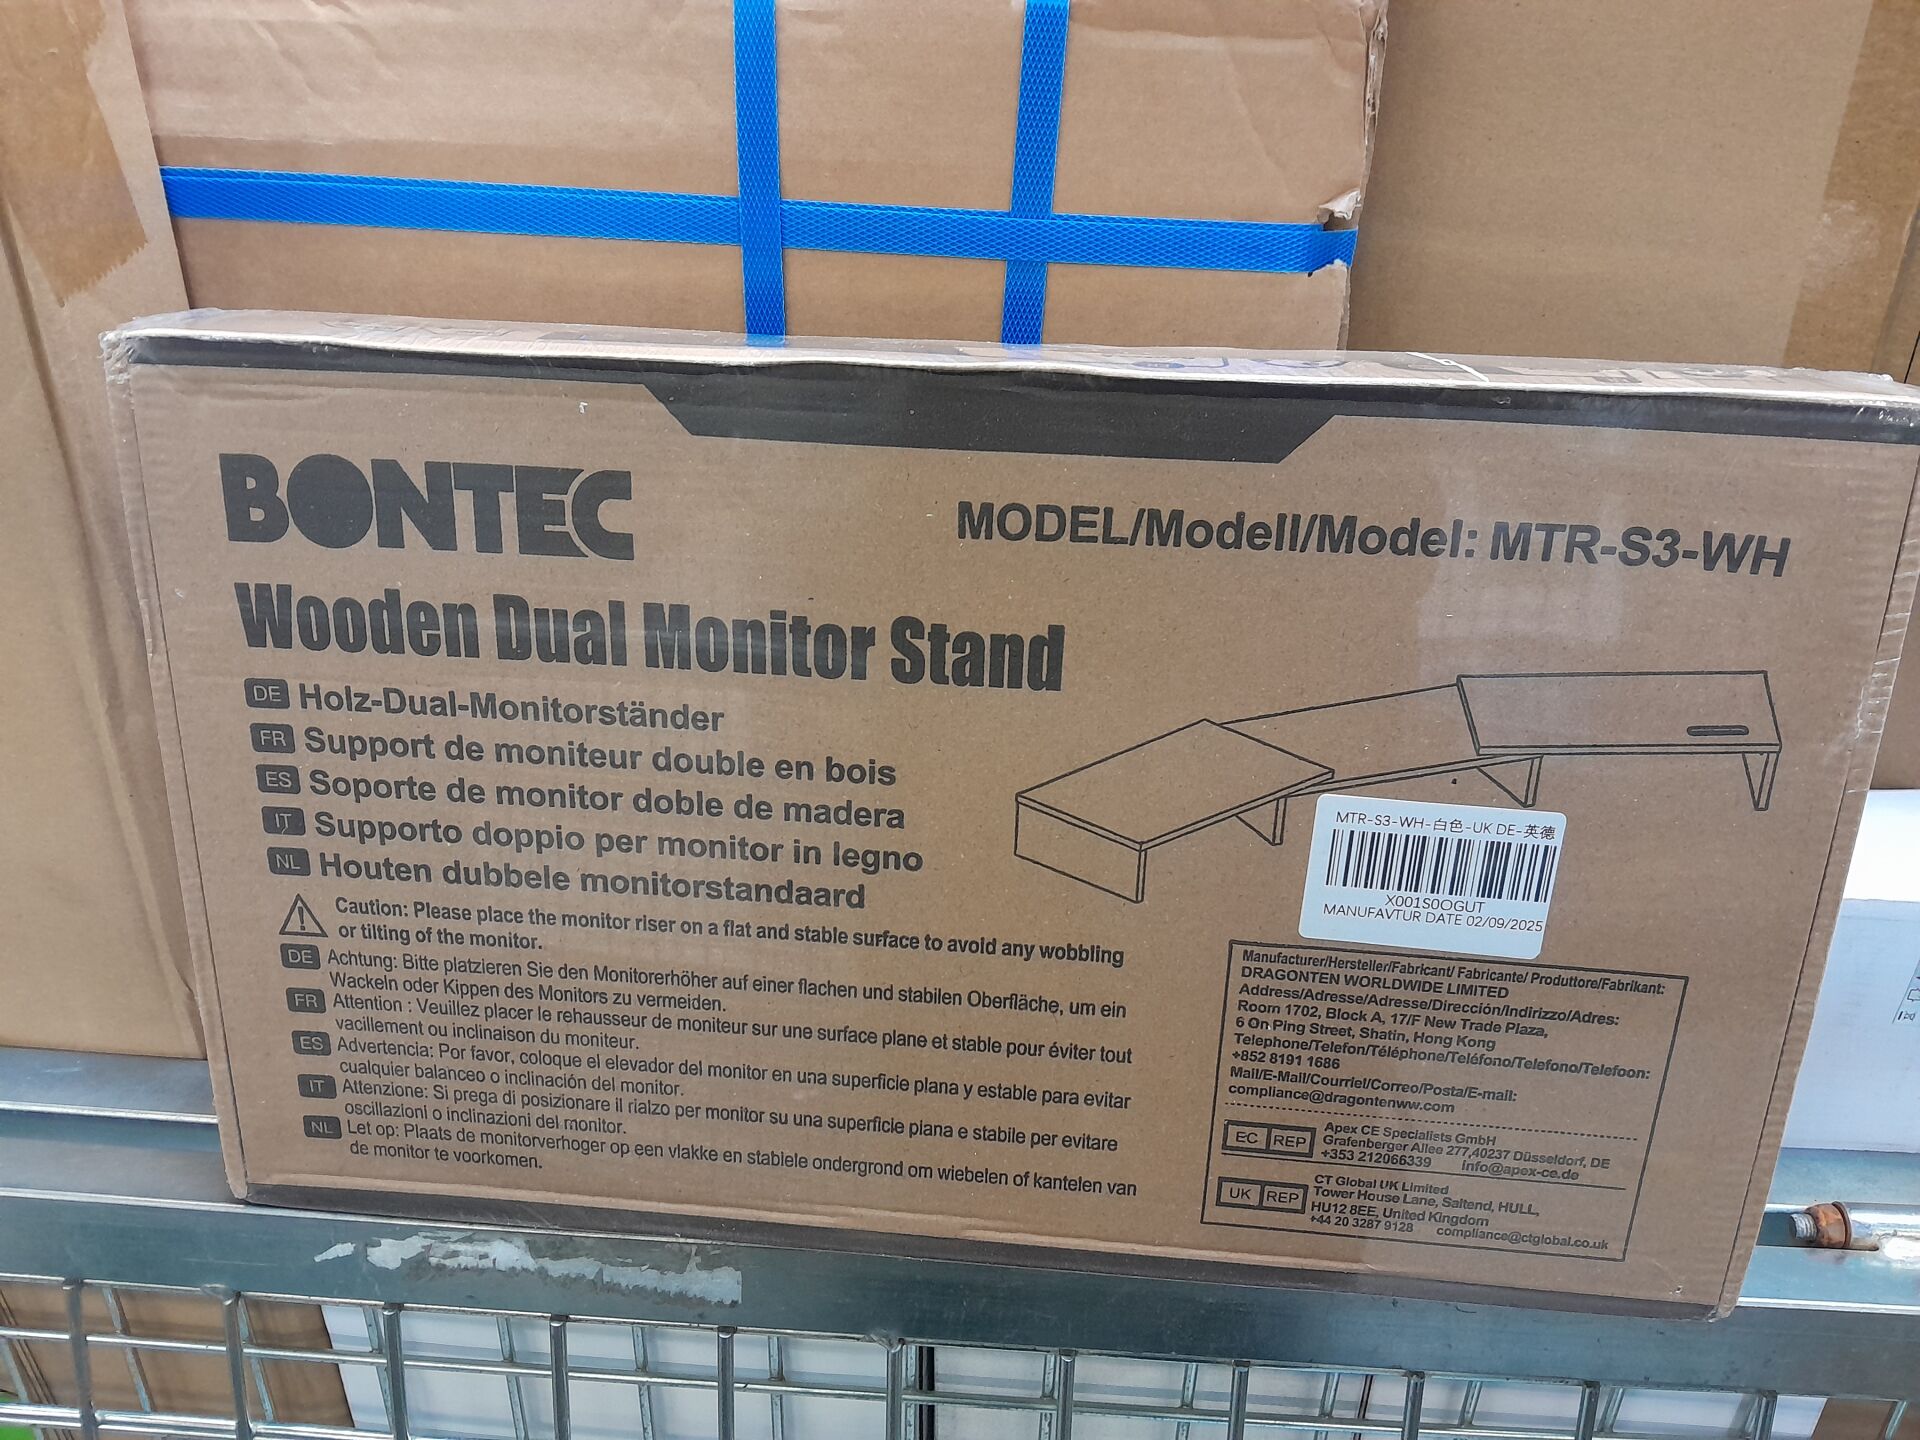 BONTEC
MODEL/Modell/Model: MTR-S3-WH
Wooden Dual Monitor Stand
DE Holz-Dual-Monitorständer
FR Support de moniteur double en bois
ES Soporte de monitor doble de madera
IT Supporto doppio per monitor in legno
NL Houten dubbele monitorstandaard
Caution: Please place the monitor riser on a flat and stable surface to avoid any wobbling
or tilting of the monitor.
DE Achtung: Bitte platzieren Sie den Monitorerhöher auf einer flachen und stabilen Oberfläche, um ein
Wackeln oder Kippen des Monitors zu vermeiden.
FR Attention : Veuillez placer le rehausseur de moniteur sur une surface plane et stable pour éviter tout
vacillement ou inclinaison du moniteur.
ES Advertencia: Por favor, coloque el elevador del monitor en una superficie plana y estable para evitar
cualquier balanceo o inclinación del monitor.
IT Attenzione: Si prega di posizionare il rialzo per monitor su una superficie piana e stabile per evitare
oscillazioni o inclinazioni del monitor.
NL Let op: Plaats de monitorverhoger op een vlakke en stabiele ondergrond om wiebelen of kantelen van
de monitor te voorkomen.
MTR-S3-WH-白色-UK DE-英德
X001S0OGUT
MANUFAVTUR DATE 02/09/2025
Manufacturer/Hersteller/Fabricant/ Fabricante/ Produttore/Fabrikant:
DRAGONTEN WORLDWIDE LIMITED
Address/Adresse/Adresse/Dirección/Indirizzo/Adres:
Room 1702, Block A, 17/F New Trade Plaza,
6 On Ping Street, Shatin, Hong Kong
Telephone/Telefon/Téléphone/Teléfono/Telefono/Telefoon:
+852 8191 1686
Mail/E-Mail/Courriel/Correo/Posta/E-mail:
compliance@dragontenww.com
EC REP
Apex CE Specialists GmbH
Grafenberger Allee 277,40237 Düsseldorf, DE
+353 212066339 info@apex-ce.de
UK REP
CT Global UK Limited
Tower House Lane, Saltend, HULL,
HU12 8EE, United Kingdom
+44 20 3287 9128 compliance@ctglobal.co.uk